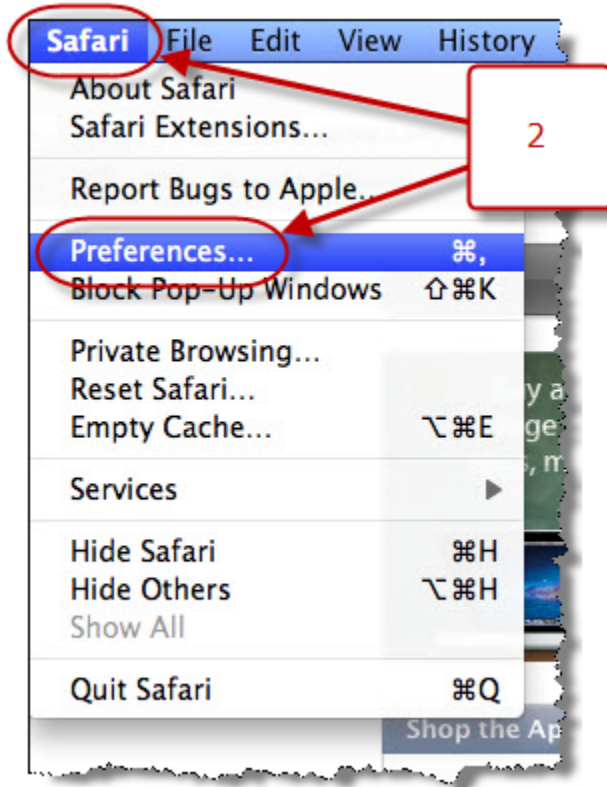 Safari File Edit View History
About Safari
Safari Extensions...
2
Report Bugs to Apple...
Preferences... ⌘,
Block Pop-Up Windows ⇧⌘K
Private Browsing...
Reset Safari...
Empty Cache... ⌥⌘E
Services ▶
Hide Safari ⌘H
Hide Others ⌥⌘H
Show All
Quit Safari ⌘Q
Shop the Ap